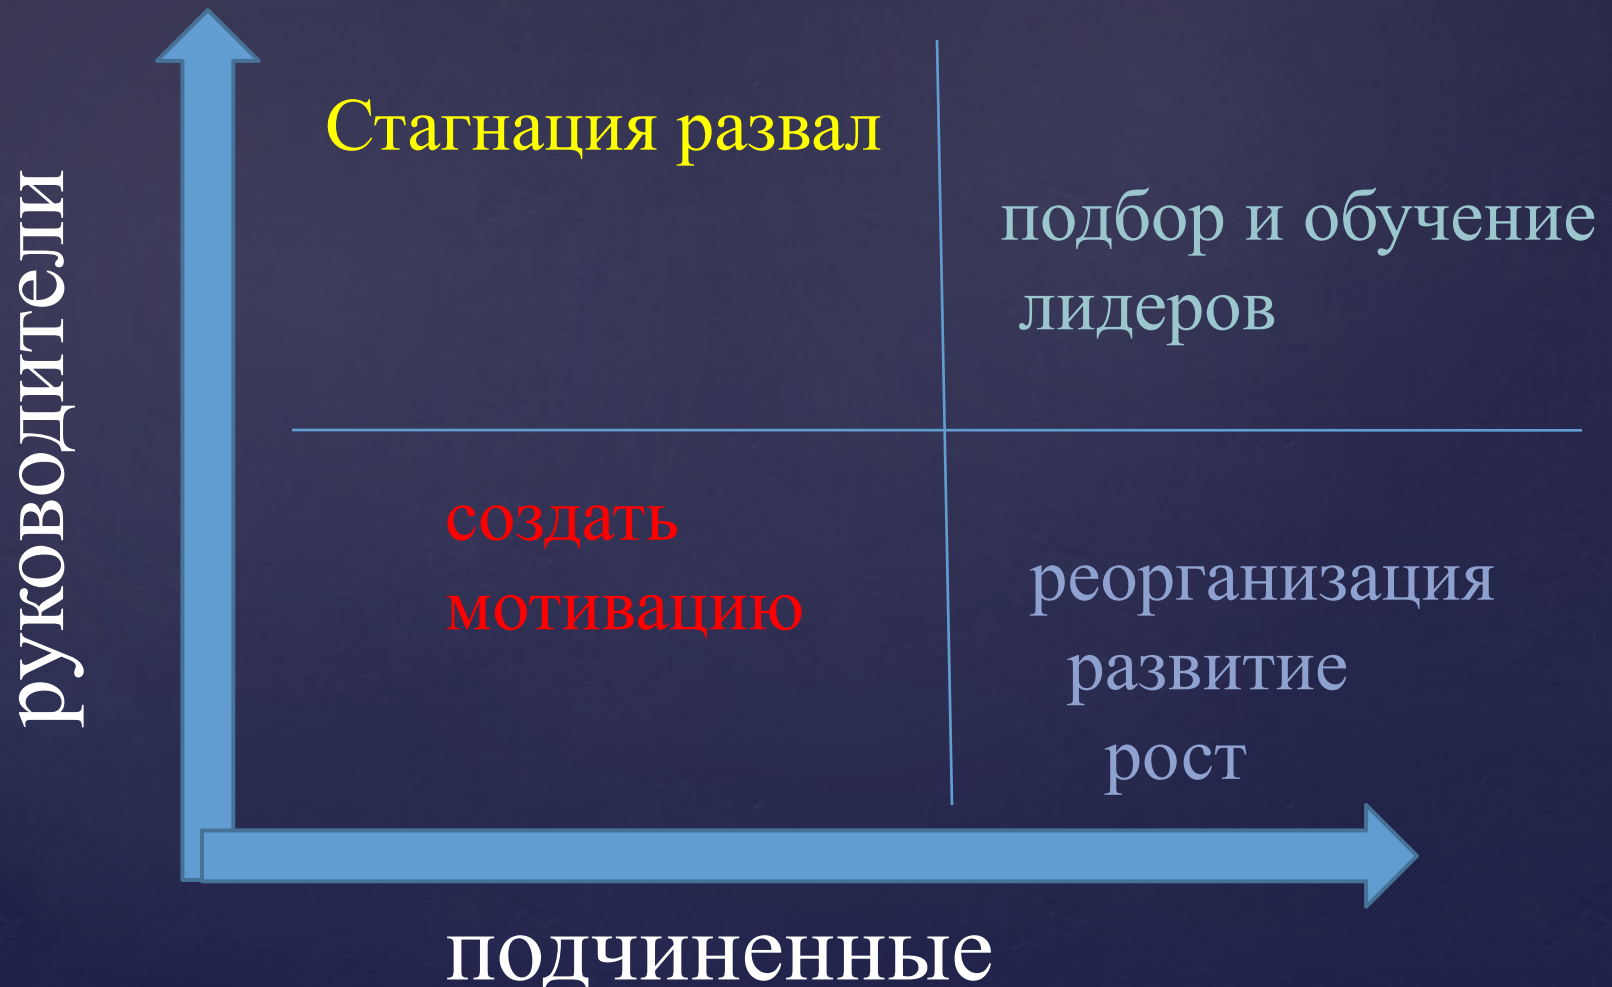 руководители
Стагнация развал
подбор и обучение
лидеров
создать
мотивацию
реорганизация
развитие
рост
подчиненные